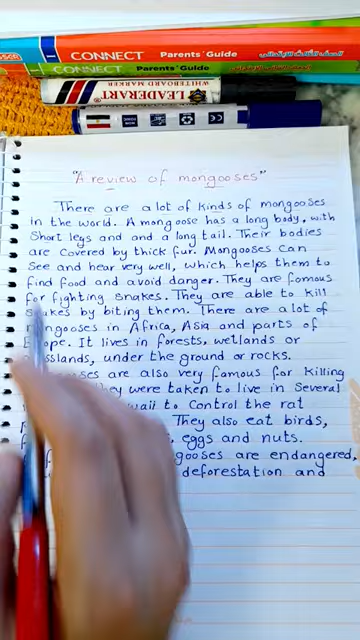 CONNECT Parents' Guide
CONNECT Parents' Guide
LEADERART WHITEBOARD MARKER
"A review of mongooses"
There are a lot of kinds of mongooses
in the world. A mongoose has a long body, with
Short legs and and a long tail. Their bodies
are covered by thick fur. Mongooses can
See and hear very well, which helps them to
find food and avoid danger. They are famous
for fighting snakes. They are able to kill
snakes by biting them. There are a lot of
mongooses in Africa, Asia and parts of
Europe. It lives in forests, wetlands or
grasslands, under the ground or rocks.
are also very famous for killing
They were taken to live in Several
to Control the rat
They also eat birds,
eggs and nuts.
are endangered,
deforestation and